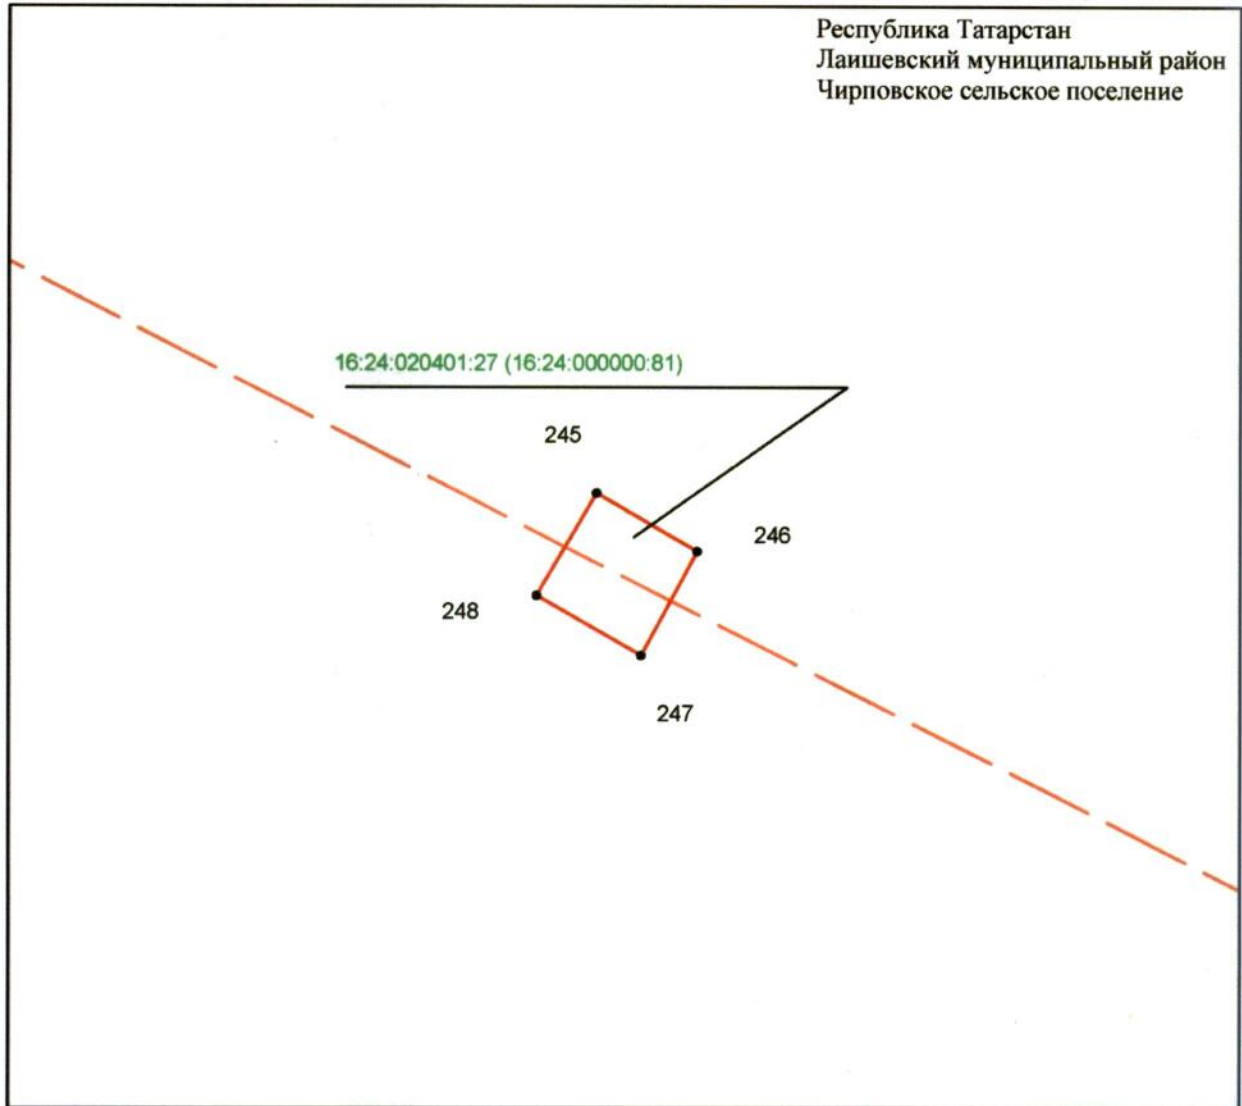 Республика Татарстан
Лаишевский муниципальный район
Чирповское сельское поселение
16:24:020401:27 (16:24:000000:81)
245
246
248
247